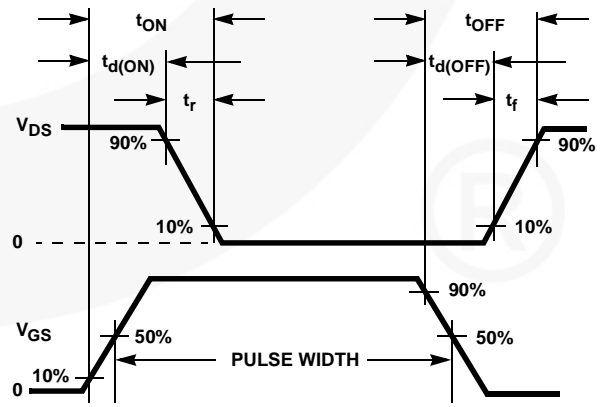 tON tOFF
td(ON) td(OFF)
tr tf
VDS
90% 90%
10% 10%
0
90%
VGS 50% 50%
PULSE WIDTH
10%
0
®